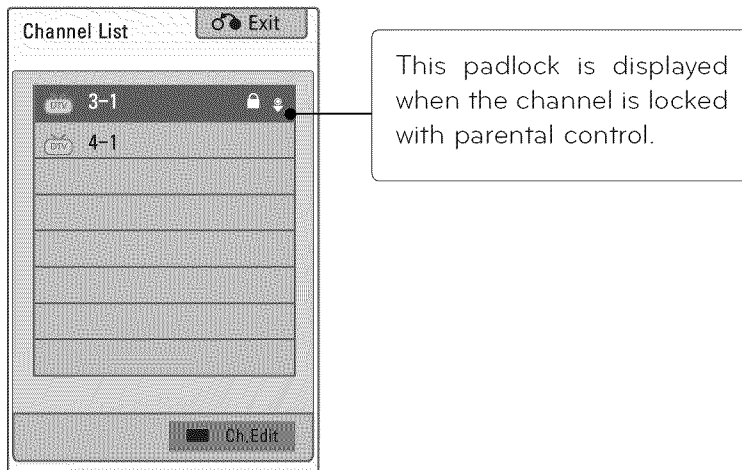 Channel List
Exit
DTV 3-1
DTV 4-1
Ch.Edit
This padlock is displayed
when the channel is locked
with parental control.